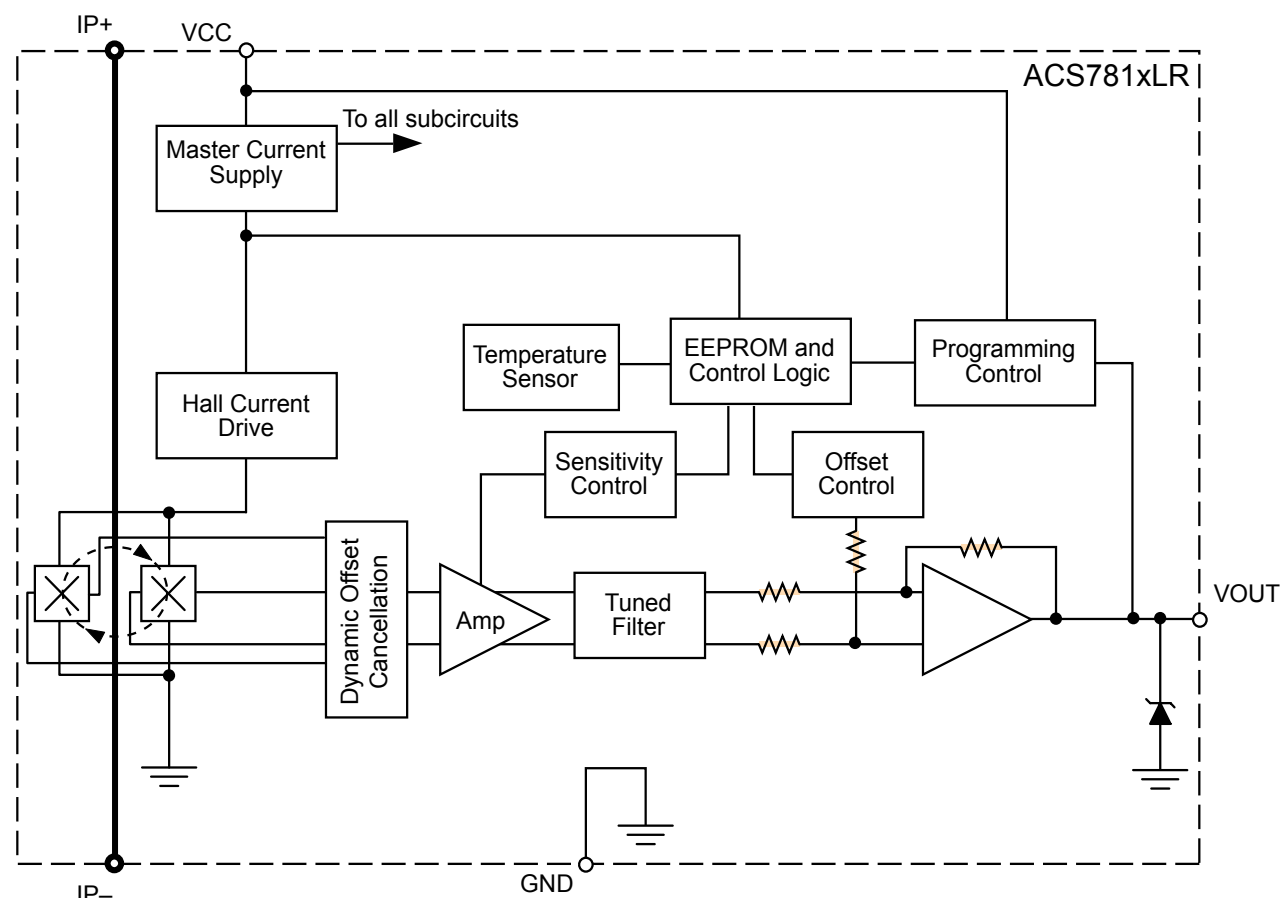 IP+
VCC
ACS781xLR
To all subcircuits
Master Current
Supply
Temperature
Sensor
EEPROM and
Control Logic
Programming
Control
Hall Current
Drive
Sensitivity
Control
Offset
Control
Dynamic Offset
Cancellation
Amp
Tuned
Filter
VOUT
GND
IP–